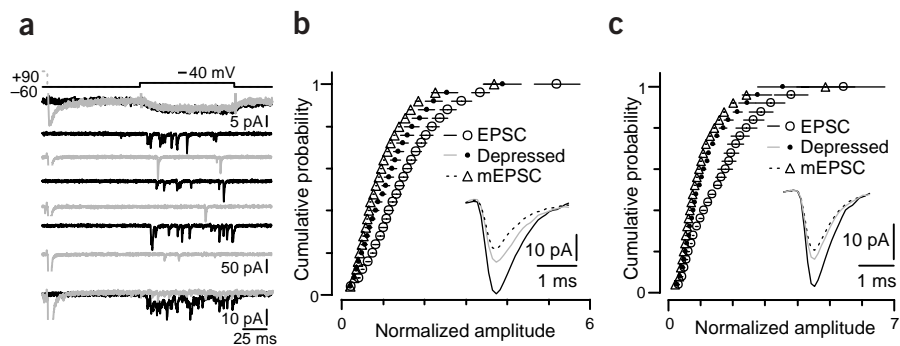 a
+90
−60
−40 mV
5 pA
50 pA
10 pA
25 ms
b
Cumulative probability
1
0
EPSC
Depressed
mEPSC
10 pA
1 ms
0
6
Normalized amplitude
c
Cumulative probability
1
0
EPSC
Depressed
mEPSC
10 pA
1 ms
0
7
Normalized amplitude